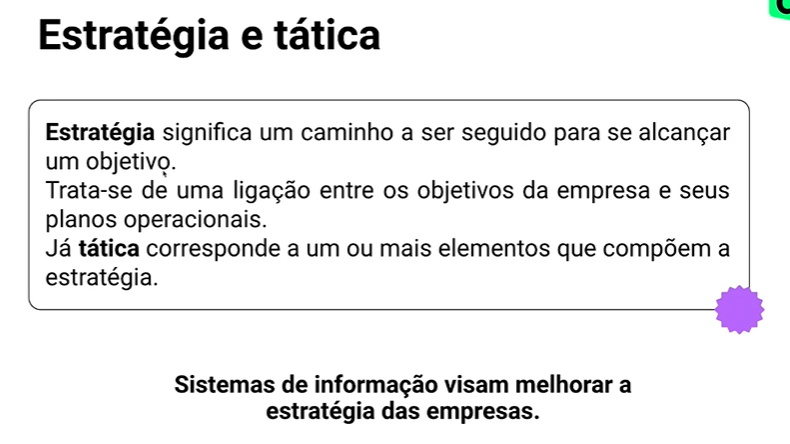 Estratégia e tática
Estratégia significa um caminho a ser seguido para se alcançar
um objetivo.
Trata-se de uma ligação entre os objetivos da empresa e seus
planos operacionais.
Já tática corresponde a um ou mais elementos que compõem a
estratégia.
Sistemas de informação visam melhorar a
estratégia das empresas.